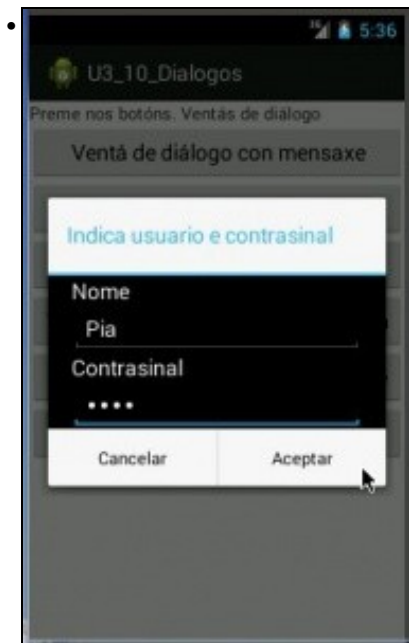 5:36
U3_10_Dialogos
Preme nos botóns. Ventás de diálogo
Ventá de diálogo con mensaxe
Indica usuario e contrasinal
Nome
Pia
Contrasinal
••••
Cancelar Aceptar